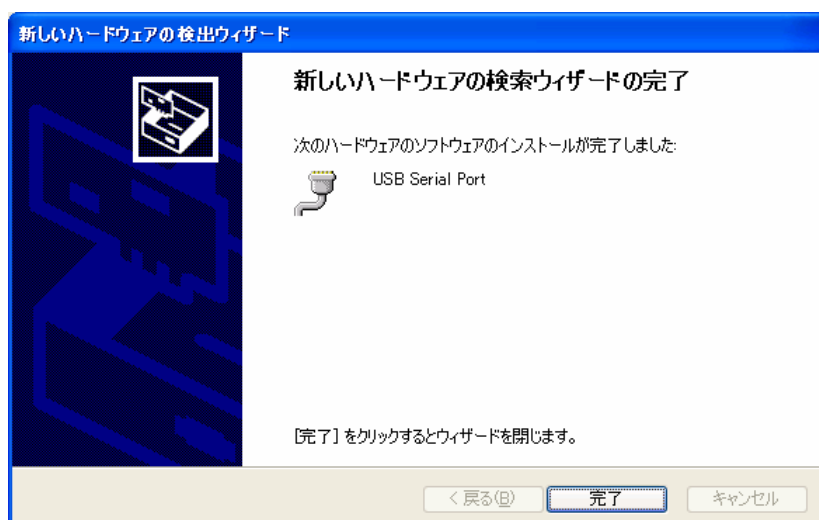 新しいハードウェアの検出ウィザード
新しいハードウェアの検索ウィザードの完了
次のハードウェアのソフトウェアのインストールが完了しました:
USB Serial Port
[完了] をクリックするとウィザードを閉じます。
< 戻る(B) 完了 キャンセル